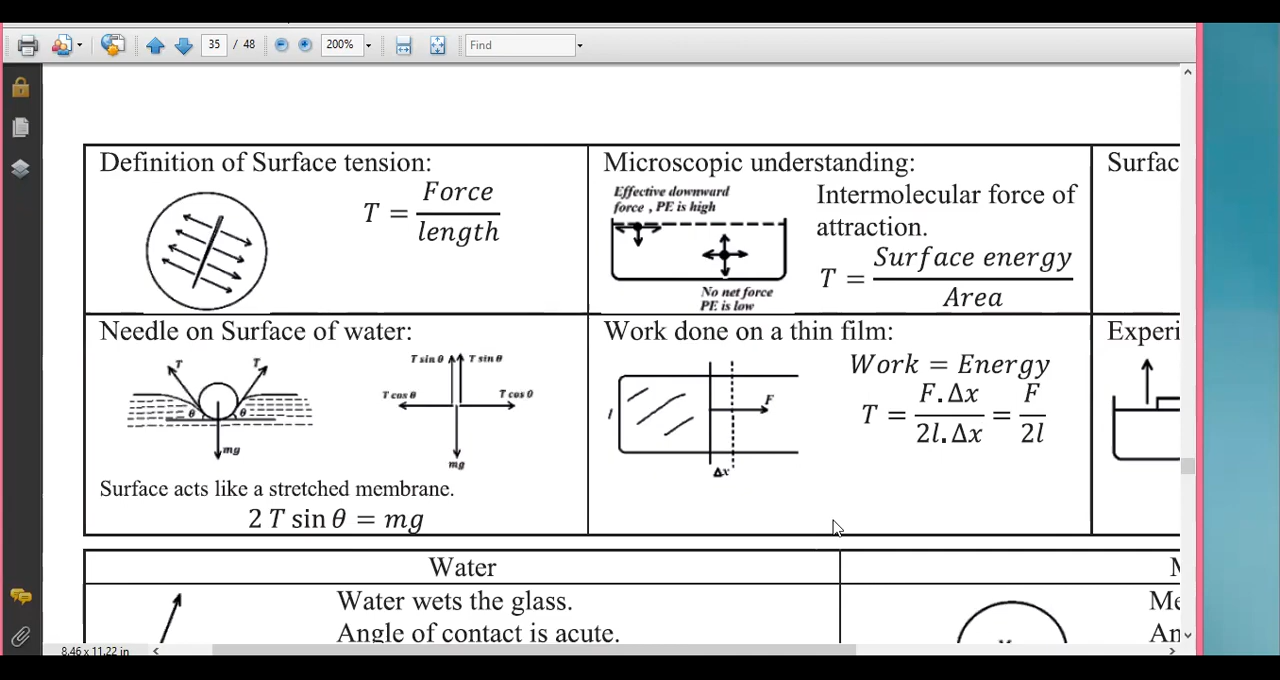 35 / 48
200%
Find
Definition of Surface tension:
T = Force / length
Microscopic understanding:
Effective downward
force , PE is high
No net force
PE is low
Intermolecular force of
attraction.
T = Surface energy / Area
Surfac
Needle on Surface of water:
T T
θ θ
mg
T sin θ T sin θ
T cos θ T cos θ
mg
Surface acts like a stretched membrane.
2 T sin θ = mg
Work done on a thin film:
l
F
Δx
Work = Energy
T = F. Δx / 2l. Δx = F / 2l
Experi
Water
Water wets the glass.
Angle of contact is acute.
M
Me
An
8.46 x 11.22 in